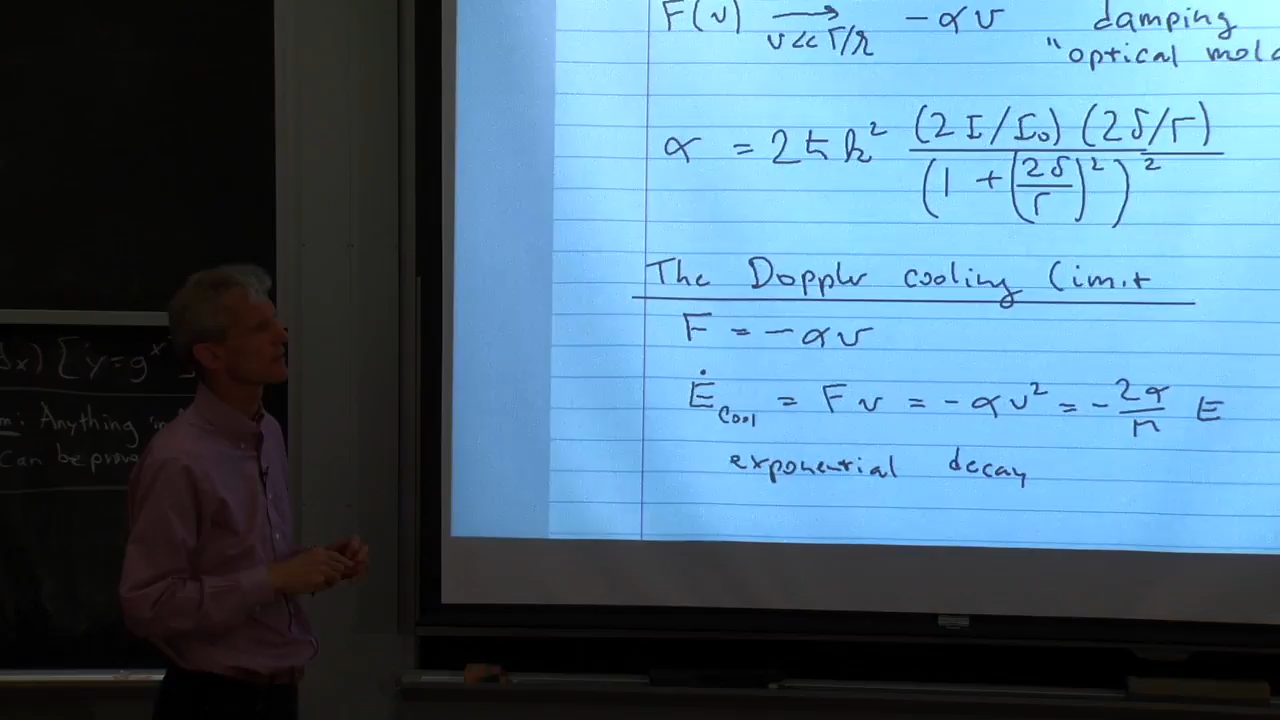 F(v) → -αv damping
v<<Γ/k "optical mola
α = 2ħk² (2I/I₀)(2δ/Γ) / (1 + (2δ/Γ)²)²
The Doppler cooling limit
F = -αv
Ė_cool = Fv = -αv² = - 2α/m E
exponential decay
x) [y=g^x
m: Anything in
Can be prove